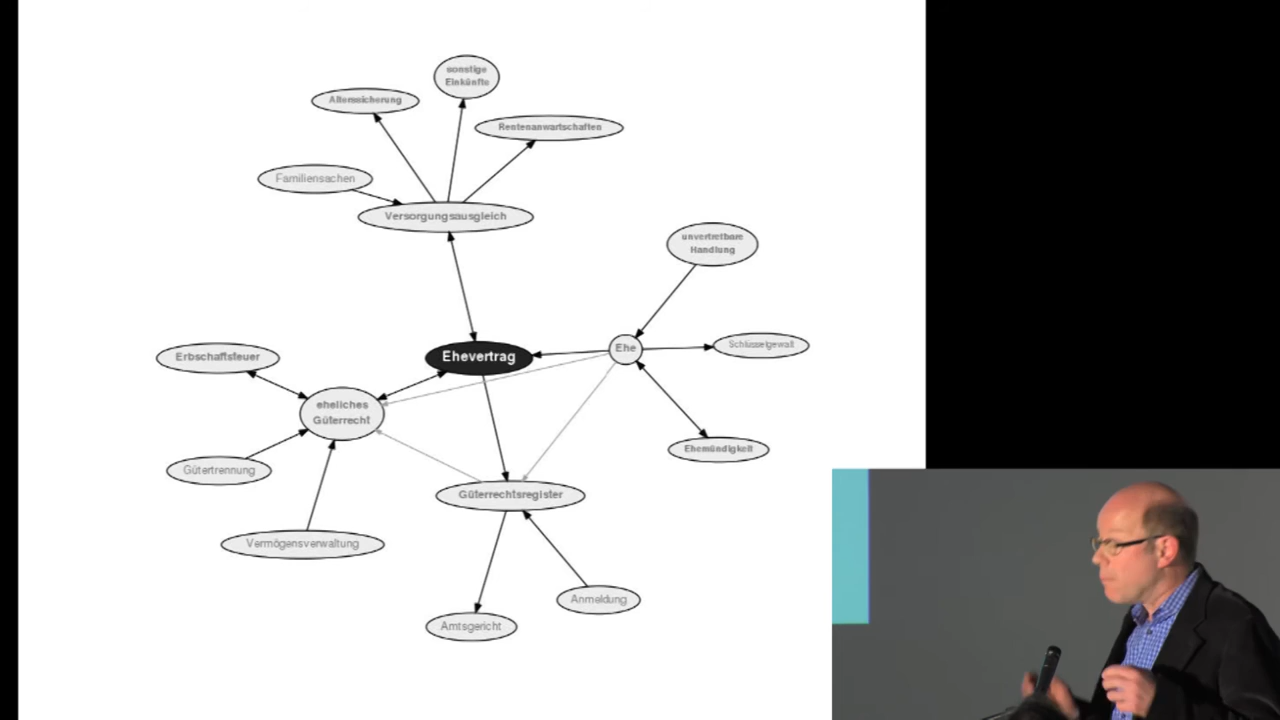 sonstige
Einkünfte
Alterssicherung
Rentenanwartschaften
Familiensachen
Versorgungsausgleich
unvertretbare
Handlung
Erbschaftsteuer
Ehevertrag
Ehe
Schlüsselgewalt
eheliches
Güterrecht
Ehemündigkeit
Gütertrennung
Güterrechtsregister
Vermögensverwaltung
Anmeldung
Amtsgericht